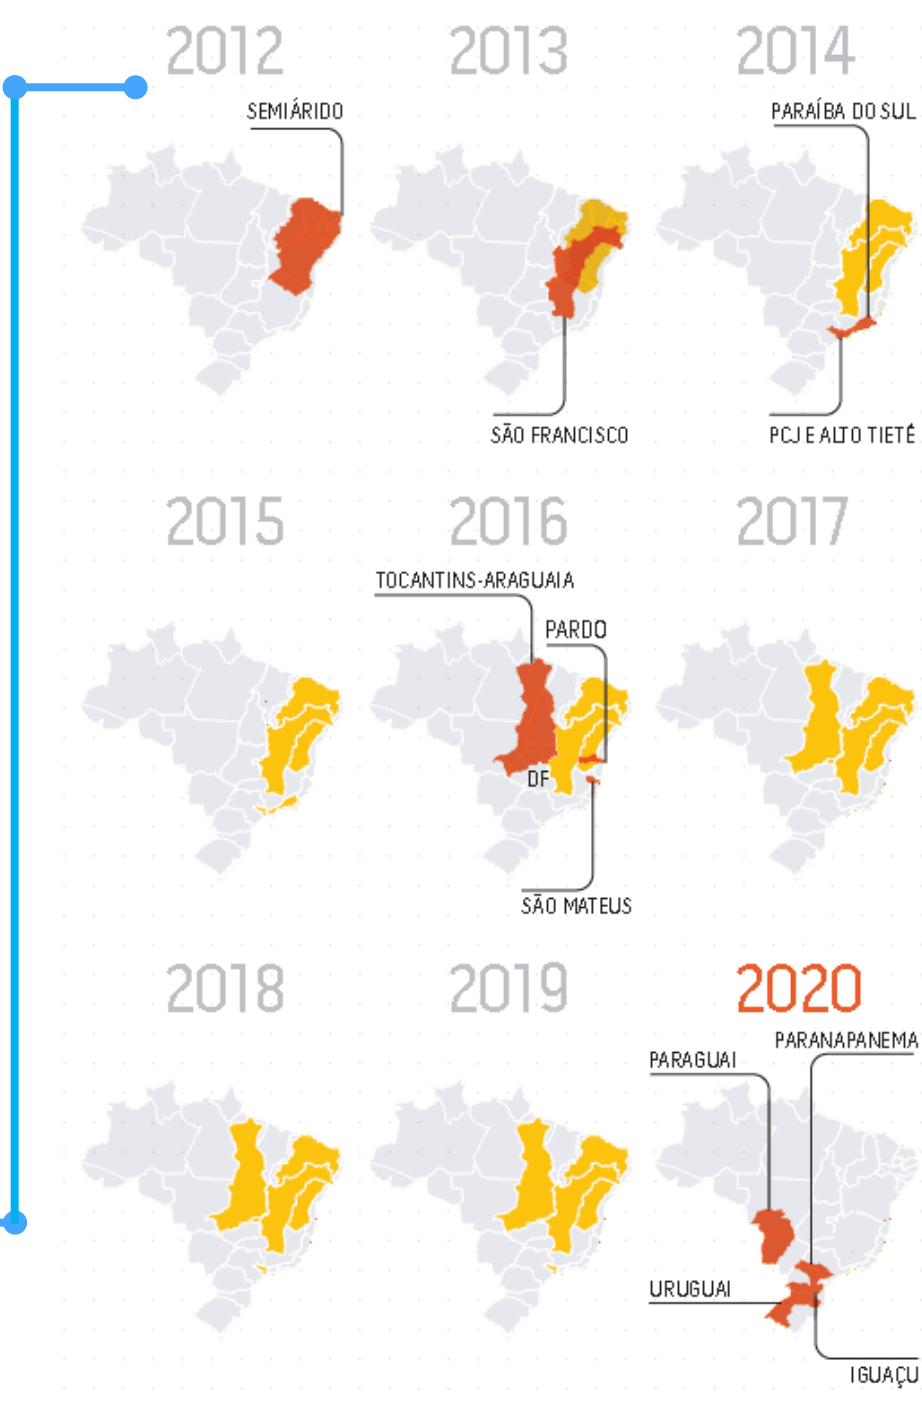 2012
2013
2014
SEMIÁRIDO
PARAÍBA DO SUL
SÃO FRANCISCO
PCJ E ALTO TIETÊ
2015
2016
2017
TOCANTINS-ARAGUAIA
PARDO
DF
SÃO MATEUS
2018
2019
2020
PARANAPANEMA
PARAGUAI
URUGUAI
IGUAÇU